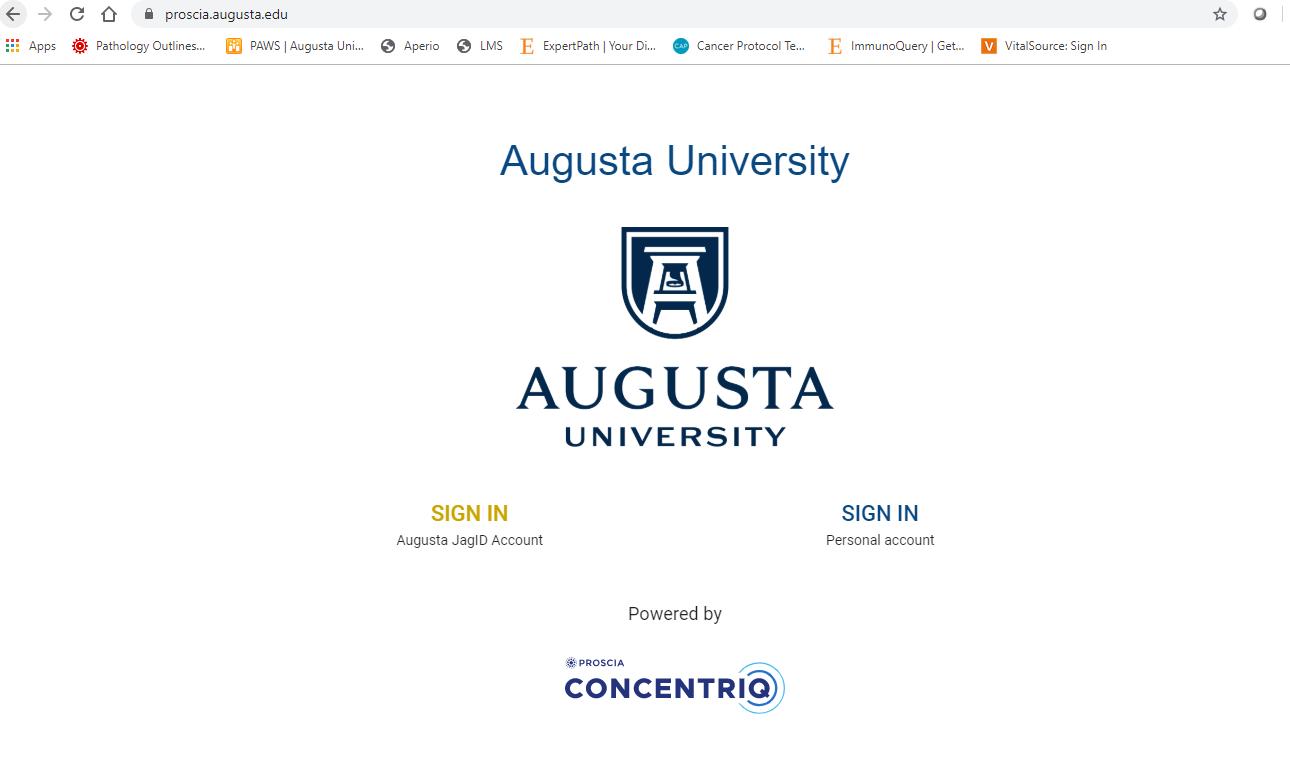 proscia.augusta.edu
Apps Pathology Outlines... PAWS | Augusta Uni... Aperio LMS E ExpertPath | Your Di... CAP Cancer Protocol Te... E ImmunoQuery | Get... V VitalSource: Sign In
Augusta University
AUGUSTA
UNIVERSITY
SIGN IN SIGN IN
Augusta JagID Account Personal account
Powered by
PROSCIA
CONCENTRIQ